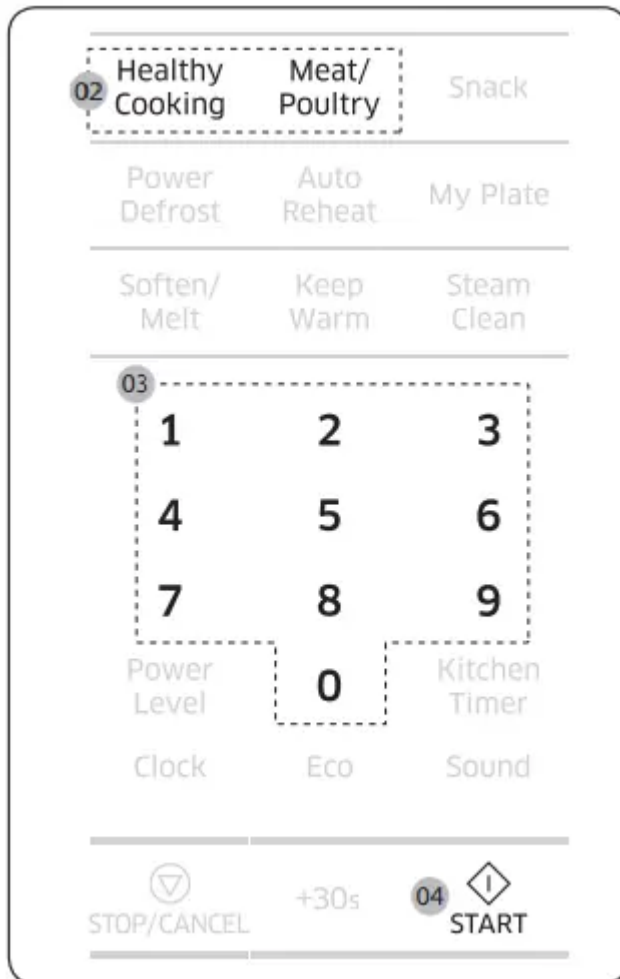 02 Healthy Cooking Meat/ Poultry Snack
Power Defrost Auto Reheat My Plate
Soften/ Melt Keep Warm Steam Clean
03
1 2 3
4 5 6
7 8 9
Power Level 0 Kitchen Timer
Clock Eco Sound
STOP/CANCEL +30s 04 START